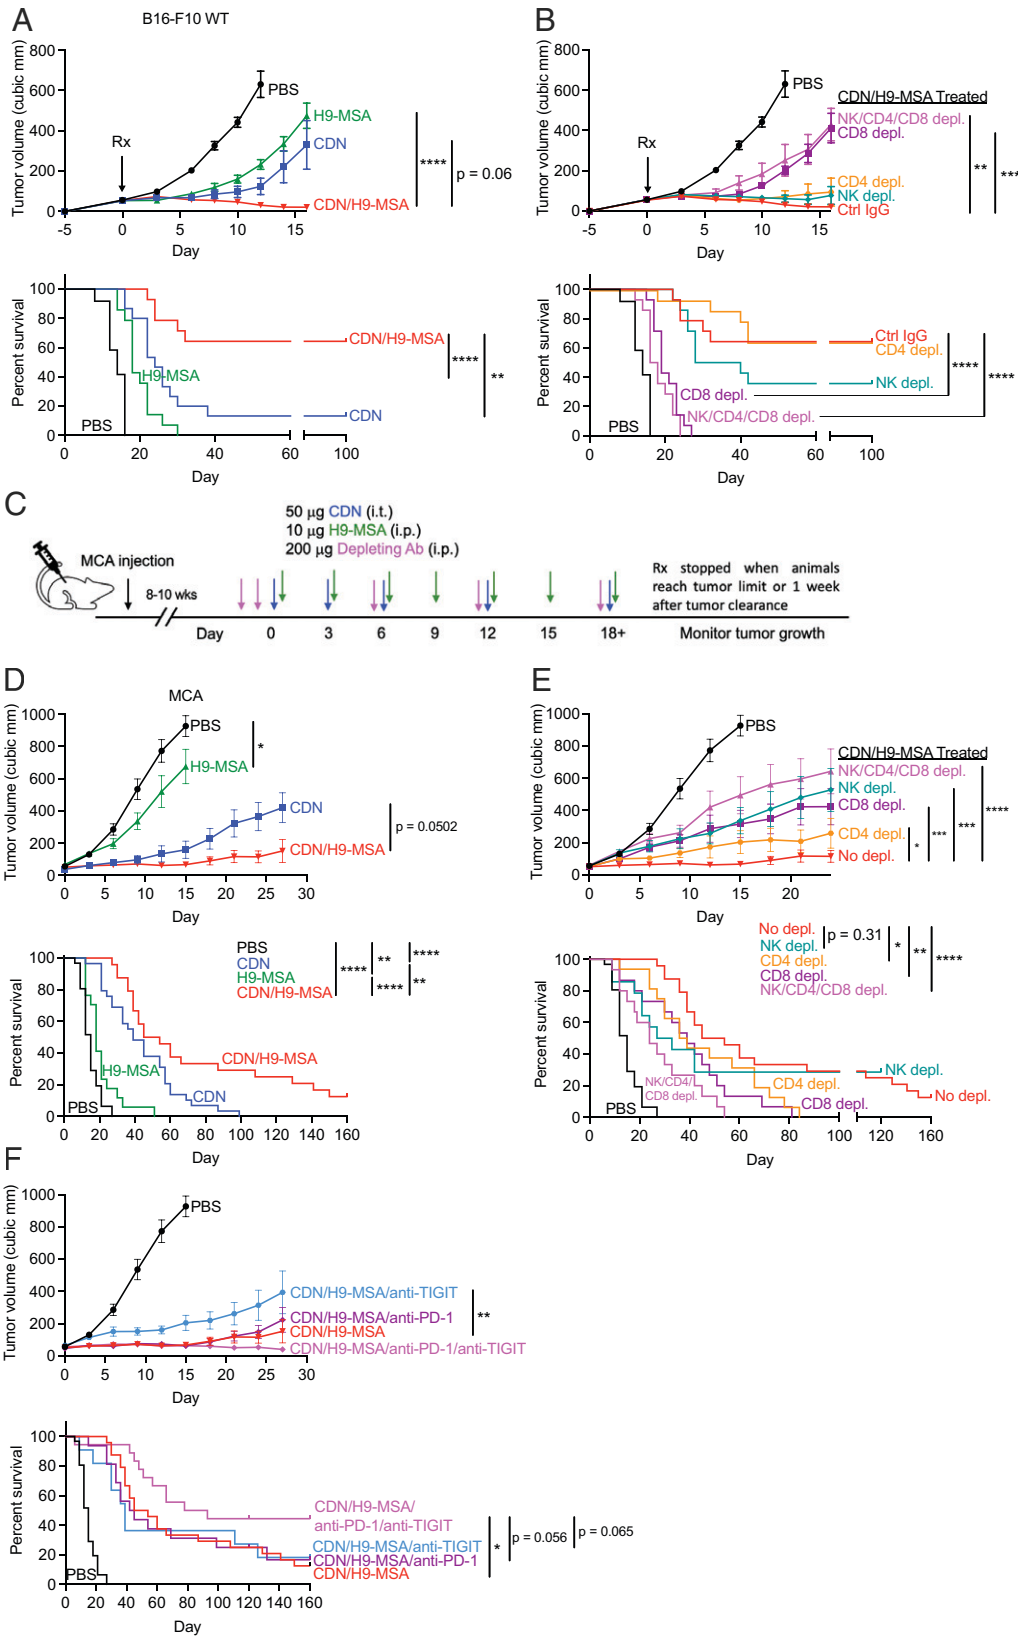 A
B16-F10 WT
Tumor volume (cubic mm)
800
600
400
200
0
Rx
PBS
H9-MSA
CDN
CDN/H9-MSA
****
p = 0.06
-5 0 5 10 15
Day
Percent survival
100
80
60
40
20
0
CDN/H9-MSA
H9-MSA
CDN
PBS
****
**
0 20 40 60 100
Day
B
Tumor volume (cubic mm)
800
600
400
200
0
Rx
PBS
CDN/H9-MSA Treated
NK/CD4/CD8 depl.
CD8 depl.
CD4 depl.
NK depl.
Ctrl IgG
**
***
-5 0 5 10 15
Day
Percent survival
100
80
60
40
20
0
Ctrl IgG
CD4 depl.
NK depl.
CD8 depl.
NK/CD4/CD8 depl.
PBS
****
****
0 20 40 60 100
Day
C
50 µg CDN (i.t.)
10 µg H9-MSA (i.p.)
200 µg Depleting Ab (i.p.)
MCA injection
8-10 wks
Rx stopped when animals
reach tumor limit or 1 week
after tumor clearance
Day 0 3 6 9 12 15 18+ Monitor tumor growth
D
MCA
Tumor volume (cubic mm)
1000
800
600
400
200
0
PBS
H9-MSA
CDN
CDN/H9-MSA
*
p = 0.0502
0 5 10 15 20 25 30
Day
PBS
CDN
H9-MSA
CDN/H9-MSA
****
**
****
****
**
Percent survival
100
80
60
40
20
0
CDN/H9-MSA
H9-MSA
CDN
PBS
0 20 40 60 80 100 120 140 160
Day
E
Tumor volume (cubic mm)
1000
800
600
400
200
0
PBS
CDN/H9-MSA Treated
NK/CD4/CD8 depl.
NK depl.
CD8 depl.
CD4 depl.
No depl.
*
***
***
****
0 5 10 15 20
Day
No depl.
NK depl.
CD4 depl.
CD8 depl.
NK/CD4/CD8 depl.
p = 0.31
*
**
****
Percent survival
100
80
60
40
20
0
NK depl.
No depl.
CD4 depl.
CD8 depl.
NK/CD4/
CD8 depl.
PBS
0 20 40 60 80 100 120 160
Day
F
Tumor volume (cubic mm)
1000
800
600
400
200
0
PBS
CDN/H9-MSA/anti-TIGIT
CDN/H9-MSA/anti-PD-1
CDN/H9-MSA
CDN/H9-MSA/anti-PD-1/anti-TIGIT
**
0 5 10 15 20 25 30
Day
Percent survival
100
80
60
40
20
0
CDN/H9-MSA/
anti-PD-1/anti-TIGIT
CDN/H9-MSA/anti-TIGIT
CDN/H9-MSA/anti-PD-1
CDN/H9-MSA
PBS
*
p = 0.056
p = 0.065
0 20 40 60 80 100 120 140 160
Day